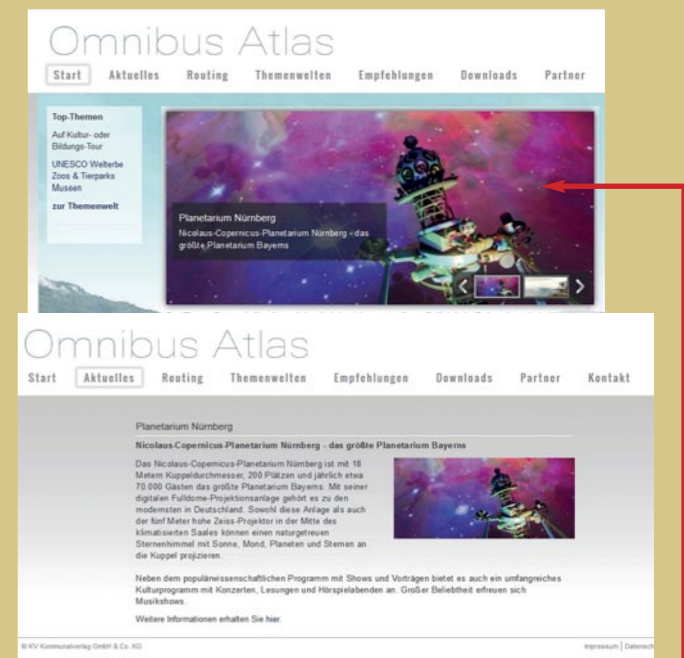 Omnibus Atlas
Start Aktuelles Routing Themenwelten Empfehlungen Downloads Partner
Top-Themen
Auf Kultur- oder
Bildungs-Tour
UNESCO Welterbe
Zoos & Tierparks
Museen
zur Themenwelt
Planetarium Nürnberg
Nicolaus-Copernicus-Planetarium Nürnberg - das
größte Planetarium Bayerns
Omnibus Atlas
Start Aktuelles Routing Themenwelten Empfehlungen Downloads Partner Kontakt
Planetarium Nürnberg
Nicolaus-Copernicus-Planetarium Nürnberg - das größte Planetarium Bayerns
Das Nicolaus-Copernicus-Planetarium Nürnberg ist mit 18
Metern Kuppeldurchmesser, 200 Plätzen und jährlich etwa
70.000 Gästen das größte Planetarium Bayerns. Mit seiner
digitalen Fulldome-Projektionsanlage gehört es zu den
modernsten in Deutschland. Sowohl diese Anlage als auch
der fünf Meter hohe Zeiss-Projektor in der Mitte des
klimatisierten Saales können einen naturgetreuen
Sternenhimmel mit Sonne, Mond, Planeten und Sternen an
die Kuppel projizieren.
Neben dem populärwissenschaftlichen Programm mit Shows und Vorträgen bietet es auch ein umfangreiches
Kulturprogramm mit Konzerten, Lesungen und Hörspielabenden an. Großer Beliebtheit erfreuen sich
Musikshows.
Weitere Informationen erhalten Sie hier.
© KV Kommunalverlag GmbH & Co. KG
Impressum | Datensch